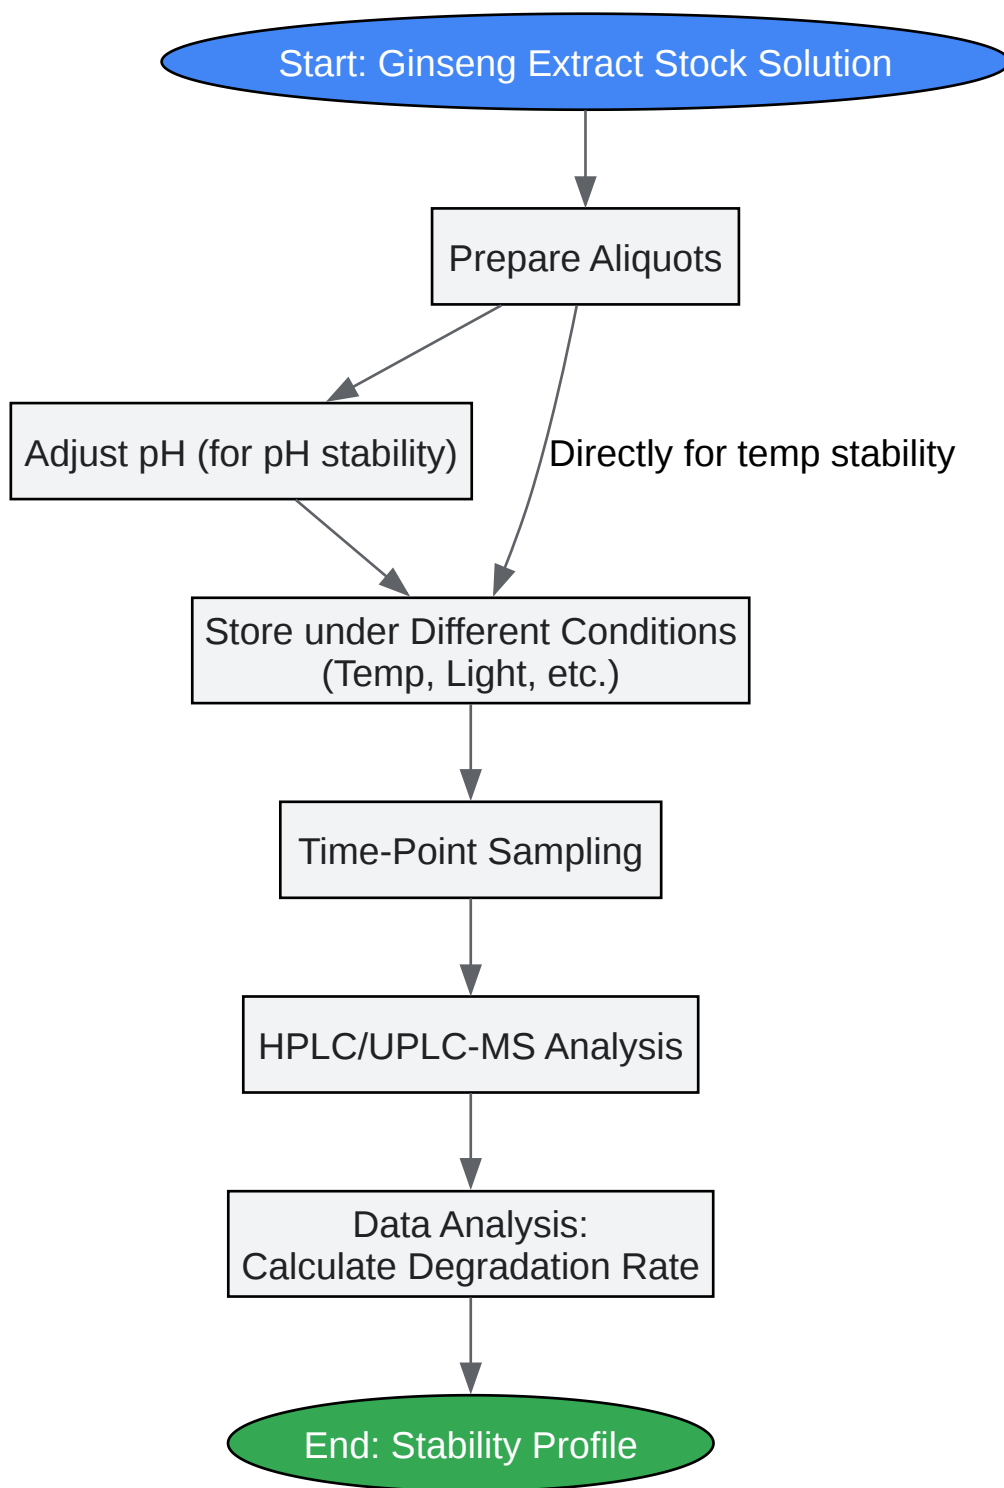 Start: Ginseng Extract Stock Solution
Prepare Aliquots
Adjust pH (for pH stability)
Directly for temp stability
Store under Different Conditions
(Temp, Light, etc.)
Time-Point Sampling
HPLC/UPLC-MS Analysis
Data Analysis:
Calculate Degradation Rate
End: Stability Profile